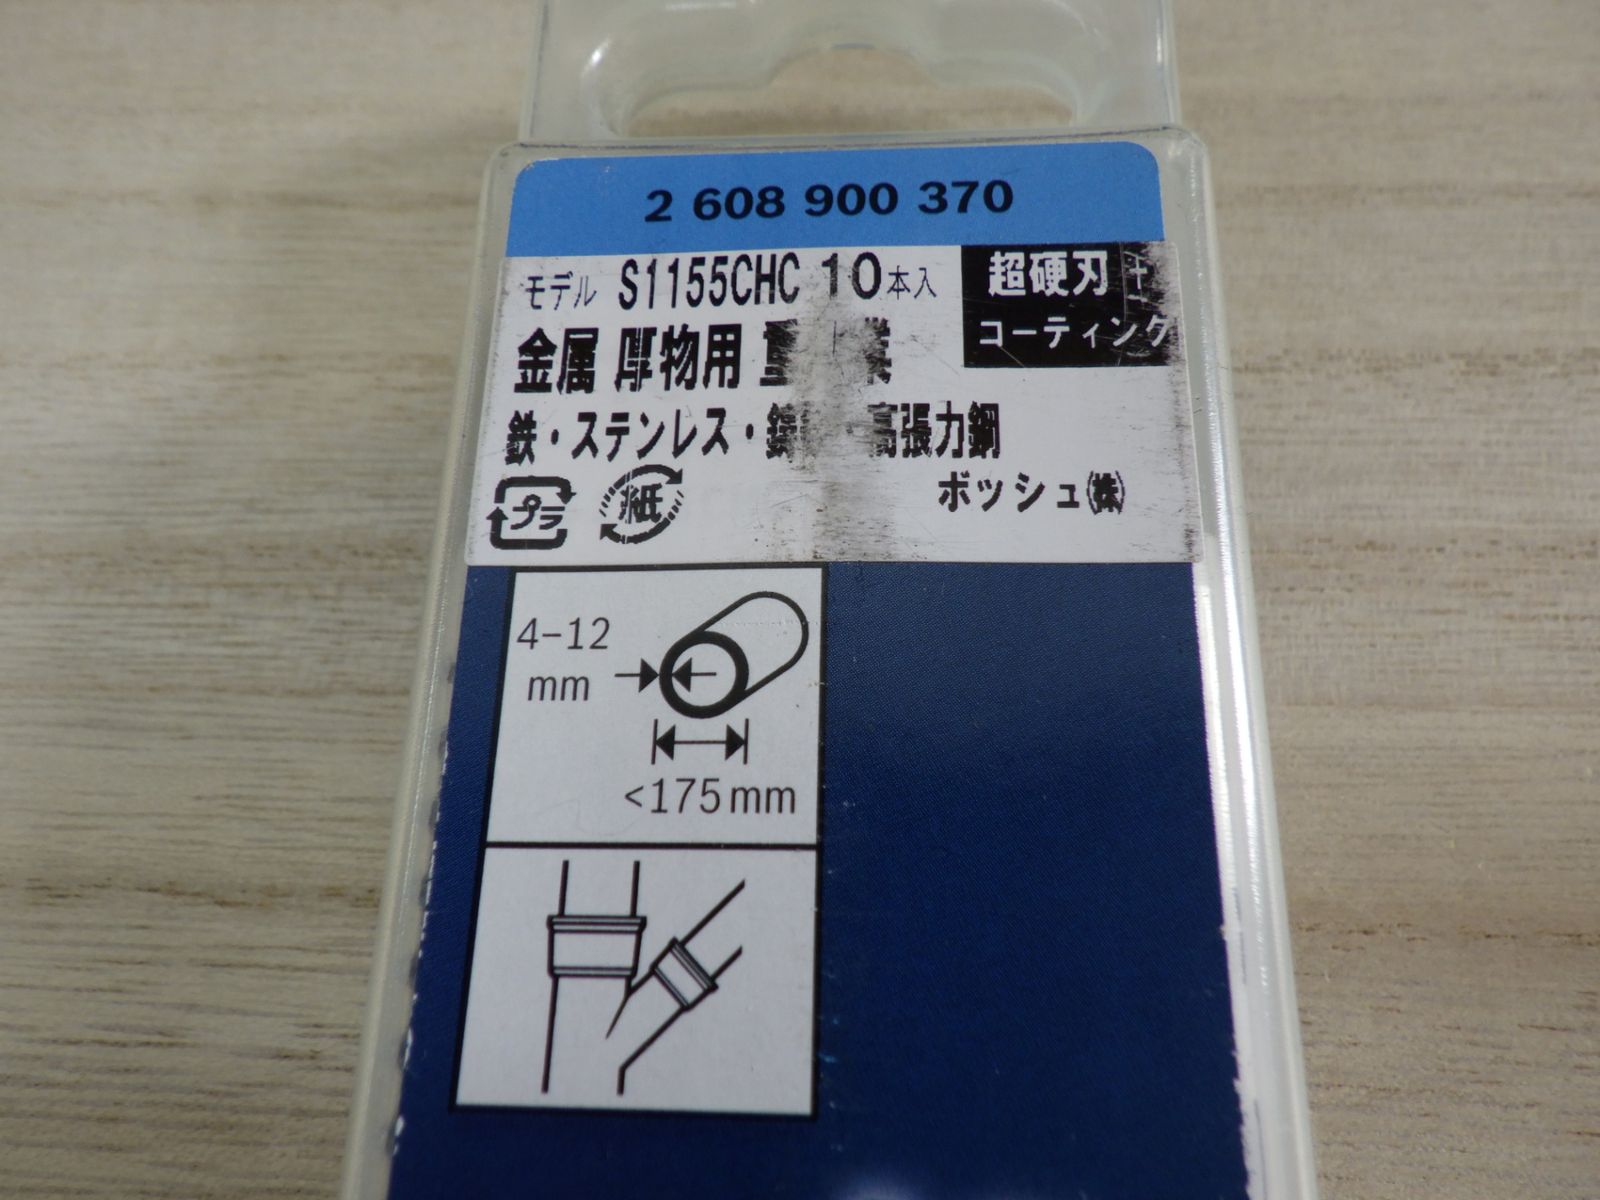 2 608 900 370
モデル S1155CHC 10本入
超硬刃 +
コーティング
金属 厚物用
鉄・ステンレス・ 高張力鋼
プラ 紙 ボッシュ㈱
4-12
mm
<175mm